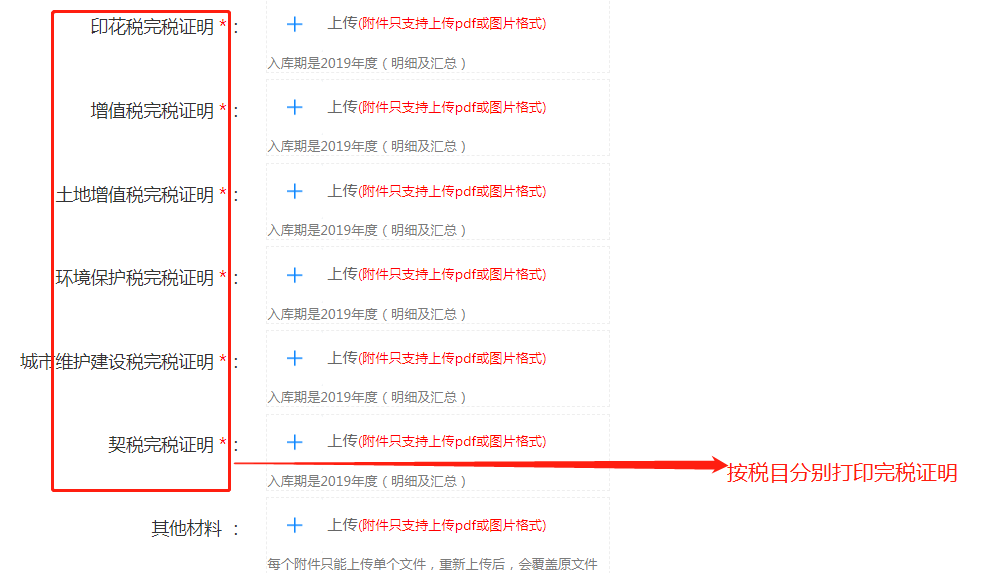 印花税完税证明 * ： 上传(附件只支持上传pdf或图片格式)
入库期是2019年度（明细及汇总）
增值税完税证明 * ： 上传(附件只支持上传pdf或图片格式)
入库期是2019年度（明细及汇总）
土地增值税完税证明 * ： 上传(附件只支持上传pdf或图片格式)
入库期是2019年度（明细及汇总）
环境保护税完税证明 * ： 上传(附件只支持上传pdf或图片格式)
入库期是2019年度（明细及汇总）
城市维护建设税完税证明 * ： 上传(附件只支持上传pdf或图片格式)
入库期是2019年度（明细及汇总）
契税完税证明 * ： 上传(附件只支持上传pdf或图片格式)
按税目分别打印完税证明
入库期是2019年度（明细及汇总）
其他材料 ： 上传(附件只支持上传pdf或图片格式)
每个附件只能上传单个文件，重新上传后，会覆盖原文件